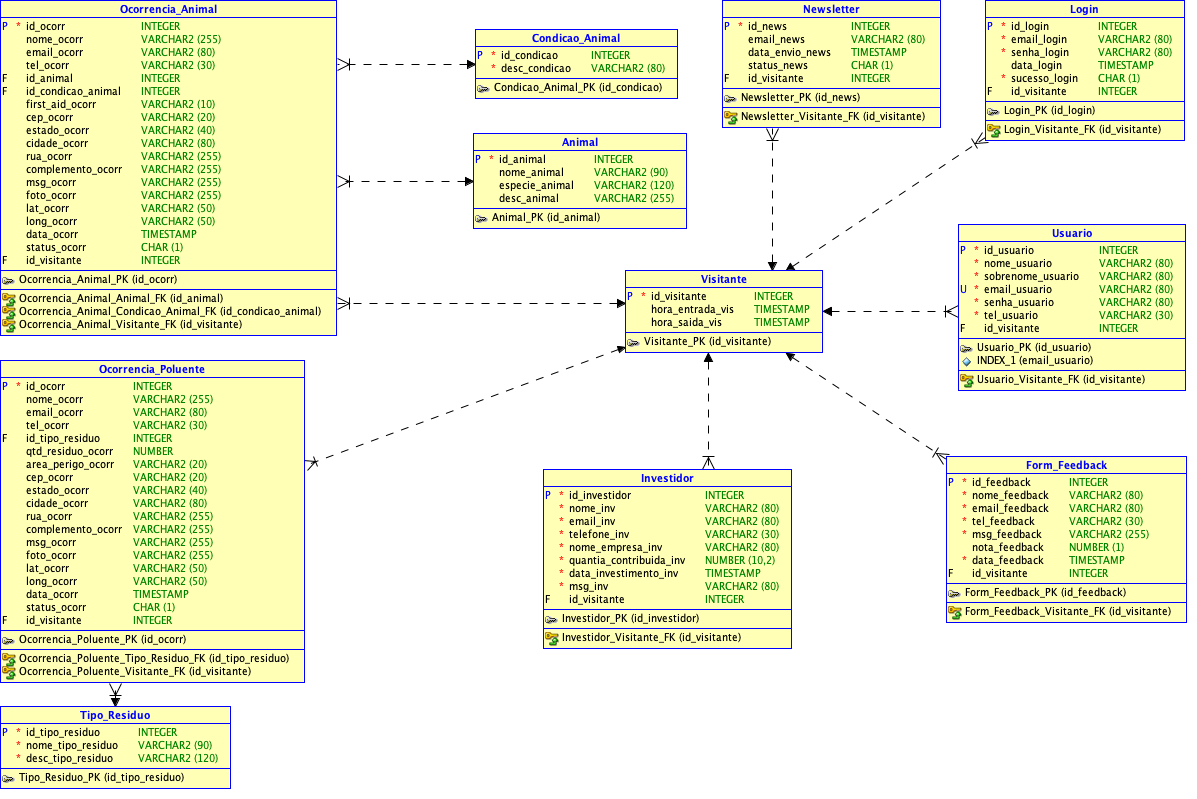 Ocorrencia_Animal
P * id_ocorr INTEGER
nome_ocorr VARCHAR2 (255)
email_ocorr VARCHAR2 (80)
tel_ocorr VARCHAR2 (30)
F id_animal INTEGER
F id_condicao_animal INTEGER
first_aid_ocorr VARCHAR2 (10)
cep_ocorr VARCHAR2 (20)
estado_ocorr VARCHAR2 (40)
cidade_ocorr VARCHAR2 (80)
rua_ocorr VARCHAR2 (255)
complemento_ocorr VARCHAR2 (255)
msg_ocorr VARCHAR2 (255)
foto_ocorr VARCHAR2 (255)
lat_ocorr VARCHAR2 (50)
long_ocorr VARCHAR2 (50)
data_ocorr TIMESTAMP
status_ocorr CHAR (1)
F id_visitante INTEGER
Ocorrencia_Animal_PK (id_ocorr)
Ocorrencia_Animal_Animal_FK (id_animal)
Ocorrencia_Animal_Condicao_Animal_FK (id_condicao_animal)
Ocorrencia_Animal_Visitante_FK (id_visitante)
Condicao_Animal
P * id_condicao INTEGER
* desc_condicao VARCHAR2 (80)
Condicao_Animal_PK (id_condicao)
Animal
P * id_animal INTEGER
nome_animal VARCHAR2 (90)
especie_animal VARCHAR2 (120)
desc_animal VARCHAR2 (255)
Animal_PK (id_animal)
Newsletter
P * id_news INTEGER
email_news VARCHAR2 (80)
data_envio_news TIMESTAMP
status_news CHAR (1)
F id_visitante INTEGER
Newsletter_PK (id_news)
Newsletter_Visitante_FK (id_visitante)
Login
P * id_login INTEGER
* email_login VARCHAR2 (80)
* senha_login VARCHAR2 (80)
data_login TIMESTAMP
* sucesso_login CHAR (1)
F id_visitante INTEGER
Login_PK (id_login)
Login_Visitante_FK (id_visitante)
Usuario
P * id_usuario INTEGER
* nome_usuario VARCHAR2 (80)
* sobrenome_usuario VARCHAR2 (80)
U * email_usuario VARCHAR2 (80)
* senha_usuario VARCHAR2 (80)
* tel_usuario VARCHAR2 (30)
F id_visitante INTEGER
Usuario_PK (id_usuario)
INDEX_1 (email_usuario)
Usuario_Visitante_FK (id_visitante)
Visitante
P * id_visitante INTEGER
hora_entrada_vis TIMESTAMP
hora_saida_vis TIMESTAMP
Visitante_PK (id_visitante)
Ocorrencia_Poluente
P * id_ocorr INTEGER
nome_ocorr VARCHAR2 (255)
email_ocorr VARCHAR2 (80)
tel_ocorr VARCHAR2 (30)
F id_tipo_residuo INTEGER
qtd_residuo_ocorr NUMBER
area_perigo_ocorr VARCHAR2 (20)
cep_ocorr VARCHAR2 (20)
estado_ocorr VARCHAR2 (40)
cidade_ocorr VARCHAR2 (80)
rua_ocorr VARCHAR2 (255)
complemento_ocorr VARCHAR2 (255)
msg_ocorr VARCHAR2 (255)
foto_ocorr VARCHAR2 (255)
lat_ocorr VARCHAR2 (50)
long_ocorr VARCHAR2 (50)
data_ocorr TIMESTAMP
status_ocorr CHAR (1)
F id_visitante INTEGER
Ocorrencia_Poluente_PK (id_ocorr)
Ocorrencia_Poluente_Tipo_Residuo_FK (id_tipo_residuo)
Ocorrencia_Poluente_Visitante_FK (id_visitante)
Investidor
P * id_investidor INTEGER
* nome_inv VARCHAR2 (80)
* email_inv VARCHAR2 (80)
* telefone_inv VARCHAR2 (30)
* nome_empresa_inv VARCHAR2 (80)
* quantia_contribuida_inv NUMBER (10,2)
* data_investimento_inv TIMESTAMP
* msg_inv VARCHAR2 (80)
F id_visitante INTEGER
Investidor_PK (id_investidor)
Investidor_Visitante_FK (id_visitante)
Form_Feedback
P * id_feedback INTEGER
* nome_feedback VARCHAR2 (80)
* email_feedback VARCHAR2 (80)
* tel_feedback VARCHAR2 (30)
* msg_feedback VARCHAR2 (255)
nota_feedback NUMBER (1)
* data_feedback TIMESTAMP
F id_visitante INTEGER
Form_Feedback_PK (id_feedback)
Form_Feedback_Visitante_FK (id_visitante)
Tipo_Residuo
P * id_tipo_residuo INTEGER
* nome_tipo_residuo VARCHAR2 (90)
* desc_tipo_residuo VARCHAR2 (120)
Tipo_Residuo_PK (id_tipo_residuo)